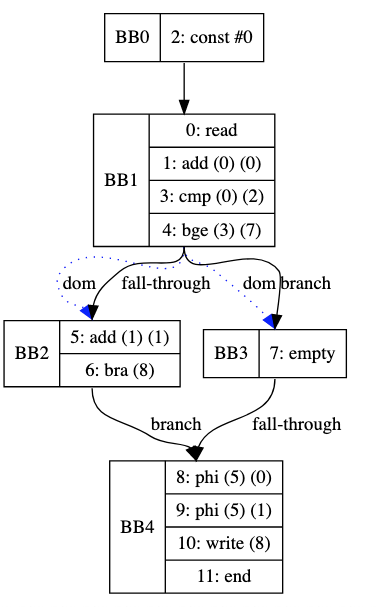 BB0
2: const #0
BB1
0: read
1: add (0) (0)
3: cmp (0) (2)
4: bge (3) (7)
dom
fall-through
dom
branch
BB2
5: add (1) (1)
6: bra (8)
BB3
7: empty
branch
fall-through
BB4
8: phi (5) (0)
9: phi (5) (1)
10: write (8)
11: end